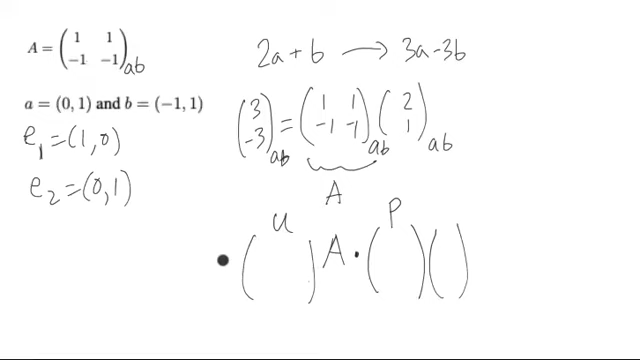 A = ( 1 1 -1 -1 )ab
a = (0, 1) and b = (−1, 1)
e1 = (1, 0)
e2 = (0, 1)
2a + b → 3a - 3b
( 3 -3 )ab = ( 1 1 -1 -1 )ab ( 2 1 )ab
A
u P
( ) A · ( ) ( )